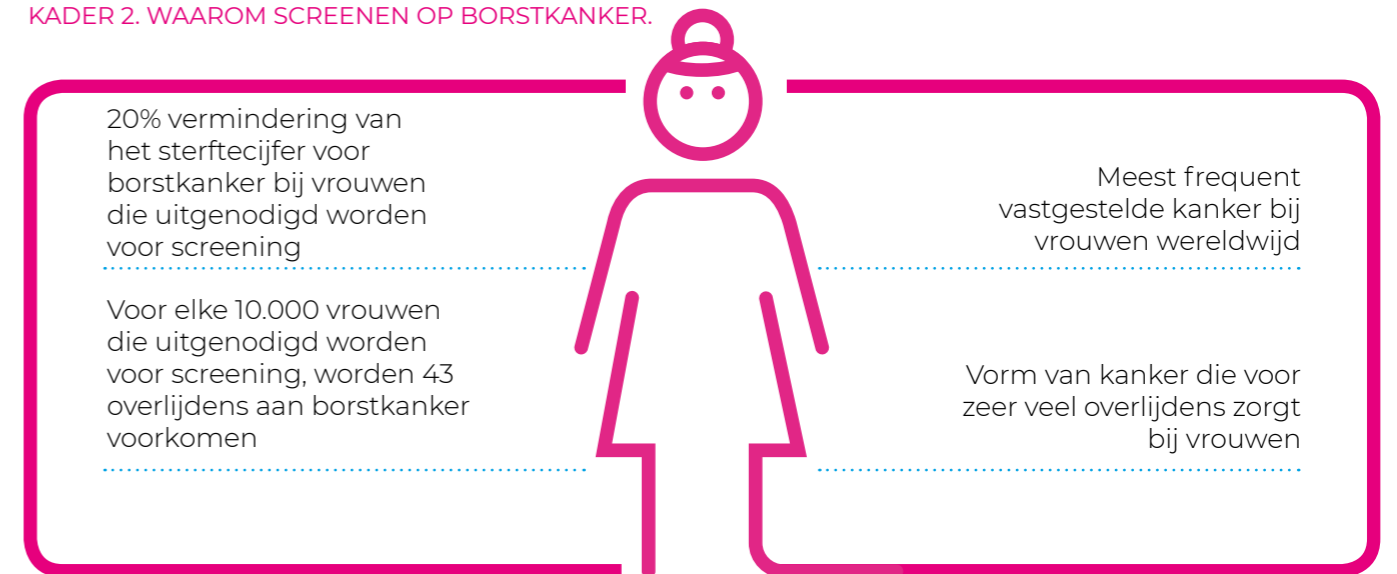 KADER 2. WAAROM SCREENEN OP BORSTKANKER.
20% vermindering van
het sterftecijfer voor
borstkanker bij vrouwen
die uitgenodigd worden
voor screening
Voor elke 10.000 vrouwen
die uitgenodigd worden
voor screening, worden 43
overlijdens aan borstkanker
voorkomen
Meest frequent
vastgestelde kanker bij
vrouwen wereldwijd
Vorm van kanker die voor
zeer veel overlijdens zorgt
bij vrouwen